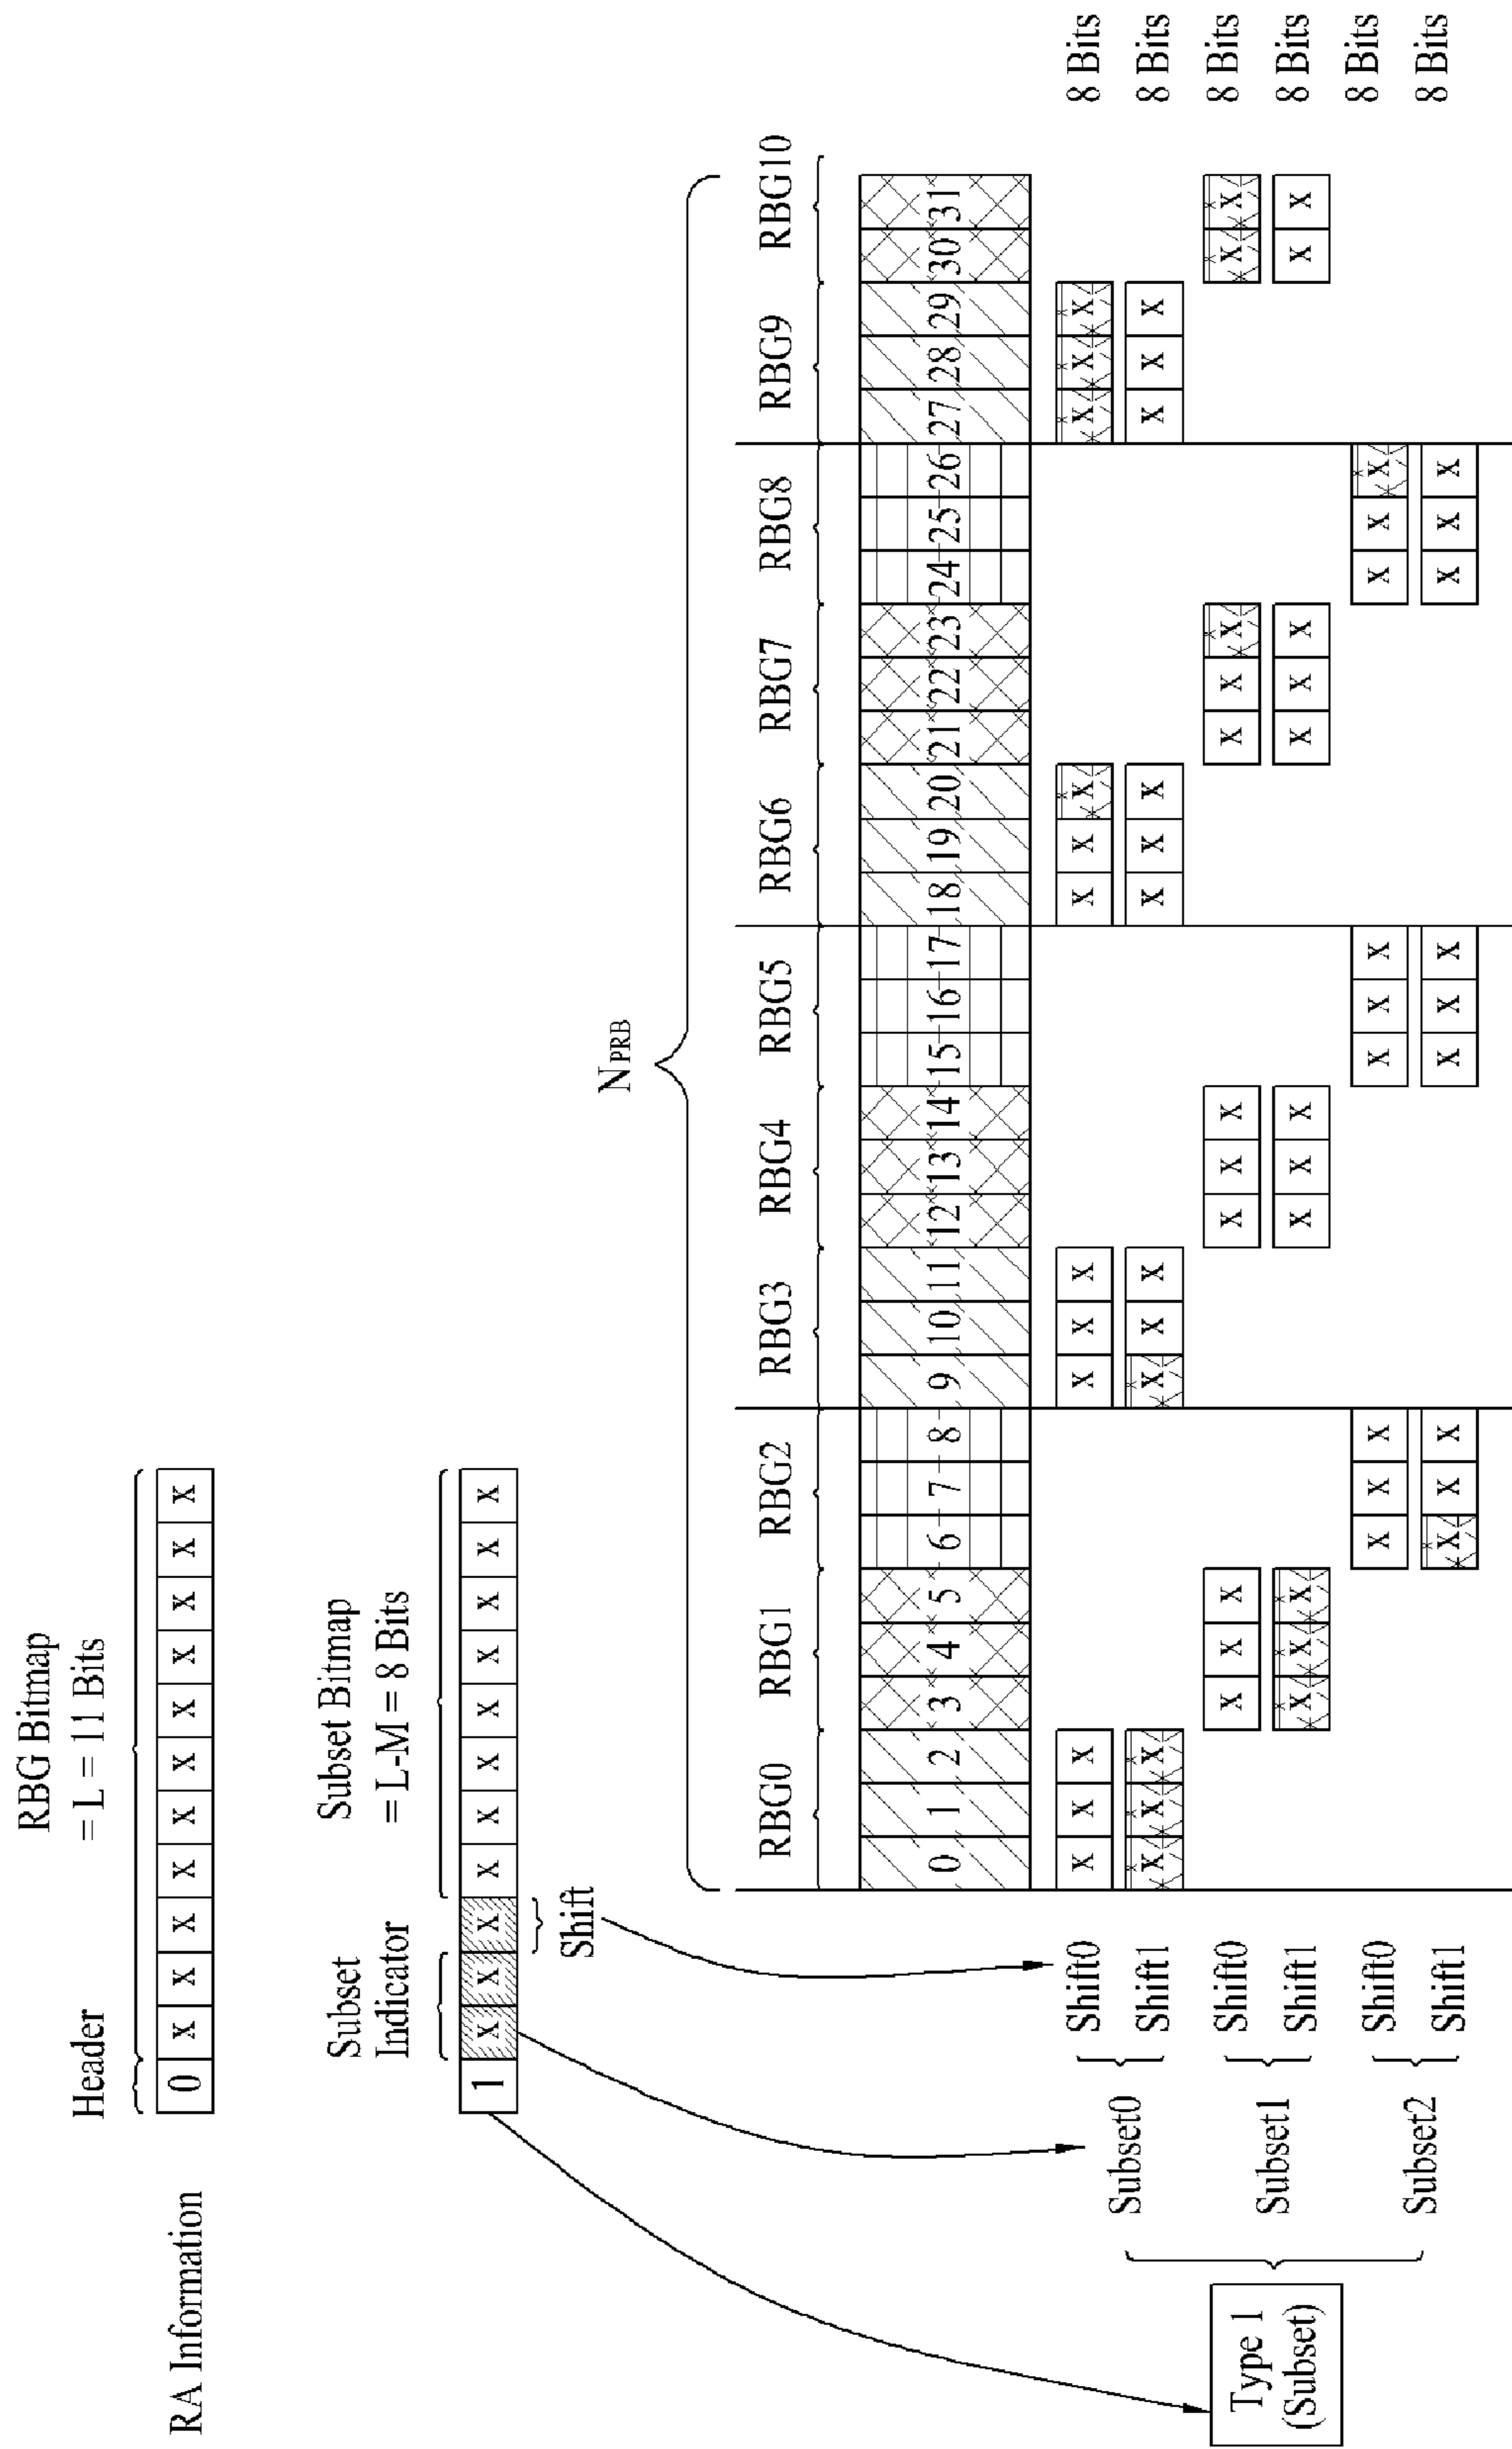 RBG Bitmap
Header = L = 11 Bits
RA Information 0 X X X X X X X X X X X
Subset Indicator
Subset Bitmap
= L-M = 8 Bits
1 X X X X X X X X X X X
Shift
NPRB
RBG0 RBG1 RBG2 RBG3 RBG4 RBG5 RBG6 RBG7 RBG8 RBG9 RBG10
0 1 2 3 4 5 6 7 8 9 10 11 12 13 14 15 16 17 18 19 20 21 22 23 24 25 26 27 28 29 30 31
Type 1
(Subset)
Subset0
Shift0 X X X X X X X X X X X X 8 Bits
Shift1 X X X X X X X X X X X X 8 Bits
Subset1
Shift0 X X X X X X X X X X X 8 Bits
Shift1 X X X X X X X X X X X 8 Bits
Subset2
Shift0 X X X X X X X X X 8 Bits
Shift1 X X X X X X X X X 8 Bits